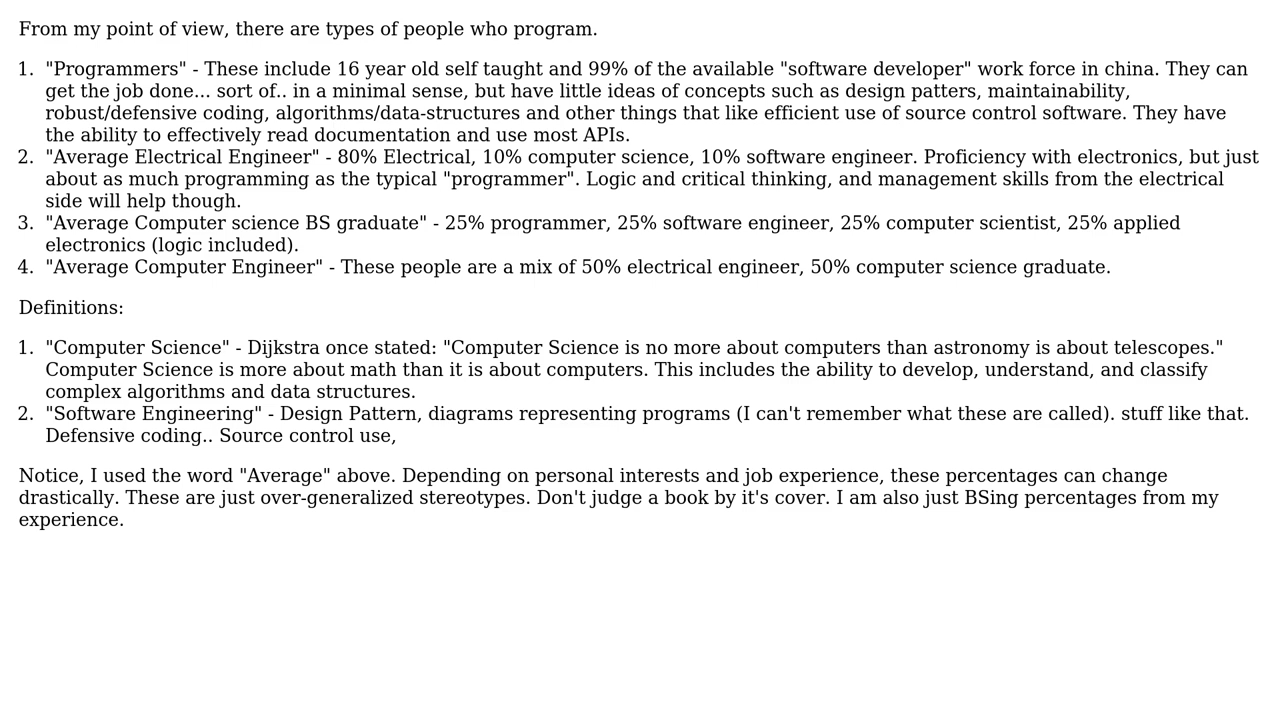 From my point of view, there are types of people who program.
1. "Programmers" - These include 16 year old self taught and 99% of the available "software developer" work force in china. They can
get the job done... sort of.. in a minimal sense, but have little ideas of concepts such as design patters, maintainability,
robust/defensive coding, algorithms/data-structures and other things that like efficient use of source control software. They have
the ability to effectively read documentation and use most APIs.
2. "Average Electrical Engineer" - 80% Electrical, 10% computer science, 10% software engineer. Proficiency with electronics, but just
about as much programming as the typical "programmer". Logic and critical thinking, and management skills from the electrical
side will help though.
3. "Average Computer science BS graduate" - 25% programmer, 25% software engineer, 25% computer scientist, 25% applied
electronics (logic included).
4. "Average Computer Engineer" - These people are a mix of 50% electrical engineer, 50% computer science graduate.
Definitions:
1. "Computer Science" - Dijkstra once stated: "Computer Science is no more about computers than astronomy is about telescopes."
Computer Science is more about math than it is about computers. This includes the ability to develop, understand, and classify
complex algorithms and data structures.
2. "Software Engineering" - Design Pattern, diagrams representing programs (I can't remember what these are called). stuff like that.
Defensive coding.. Source control use,
Notice, I used the word "Average" above. Depending on personal interests and job experience, these percentages can change
drastically. These are just over-generalized stereotypes. Don't judge a book by it's cover. I am also just BSing percentages from my
experience.